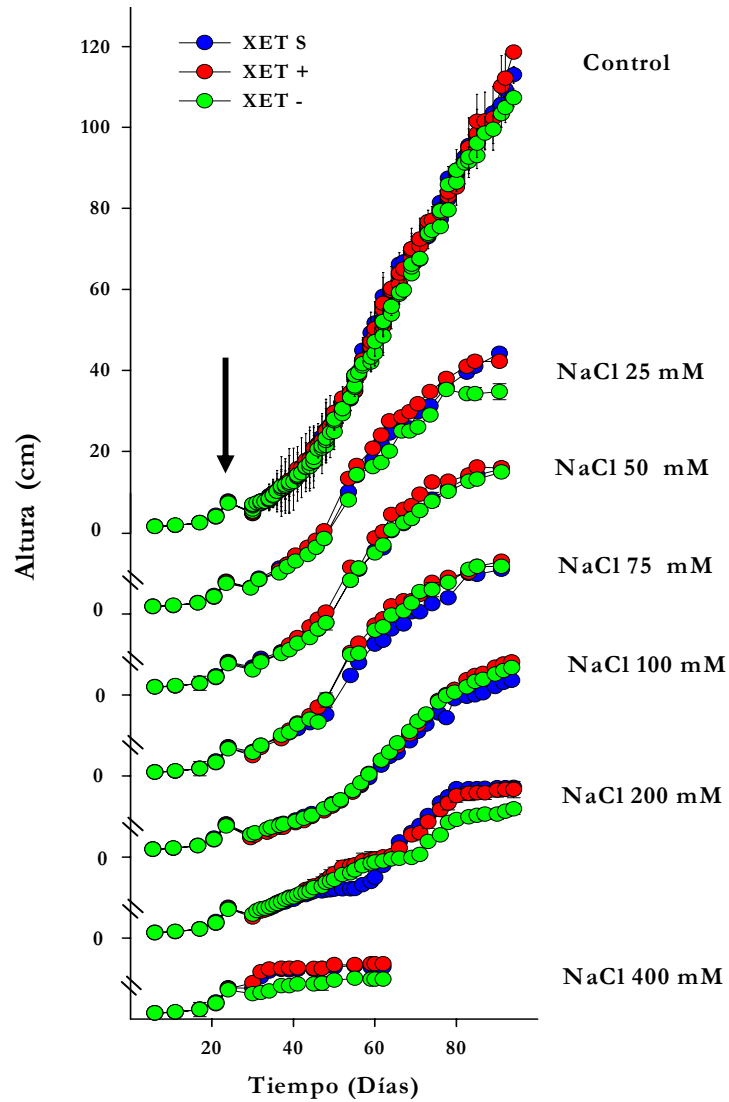 XET S
XET +
XET -
Control
NaCl 25 mM
NaCl 50 mM
NaCl 75 mM
NaCl 100 mM
NaCl 200 mM
NaCl 400 mM
Altura (cm)
120
100
80
60
40
20
0
0
0
0
0
0
20
40
60
80
Tiempo (Días)